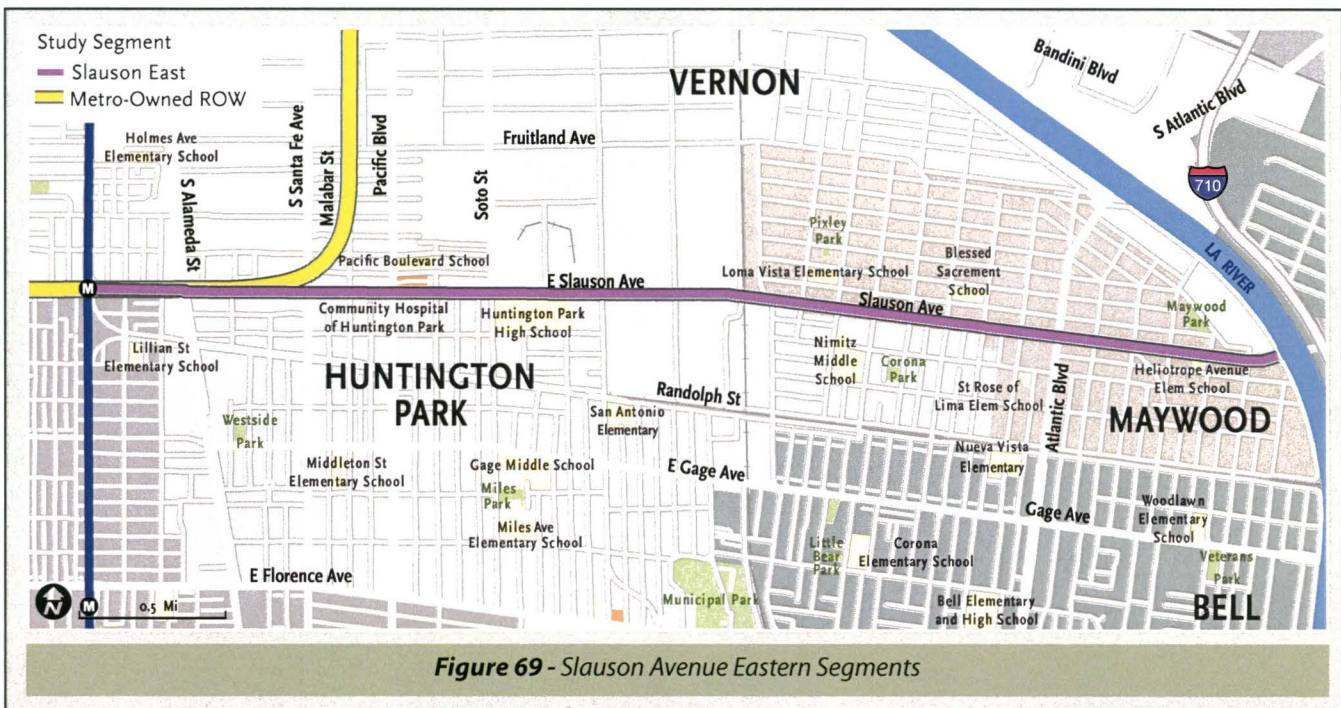 Study Segment
Slauson East
Metro-Owned ROW
VERNON
Bandini Blvd
S Atlantic Blvd
710
LA RIVER
Holmes Ave
Elementary School
S Alameda St
S Santa Fe Ave
Malabar St
Pacific Blvd
Soto St
Fruitland Ave
Pixley
Park
Pacific Boulevard School
E Slauson Ave
Loma Vista Elementary School
Blessed
Sacrement
School
M
Slauson Ave
Maywood
Park
Community Hospital
of Huntington Park
Huntington Park
High School
Lillian St
Elementary School
Nimitz
Middle
School
Corona
Park
Heliotrope Avenue
Elem School
HUNTINGTON
PARK
Randolph St
St Rose of
Lima Elem School
Atlantic Blvd
MAYWOOD
Westside
Park
San Antonio
Elementary
Nueva Vista
Elementary
Middleton St
Elementary School
Gage Middle School
E Gage Ave
Miles
Park
Gage Ave
Woodlawn
Elementary
School
Miles Ave
Elementary School
Little
Bear
Park
Corona
Elementary School
Veterans
Park
E Florence Ave
Municipal Park
Bell Elementary
and High School
BELL
N
M
0.5 Mi
Figure 69 - Slauson Avenue Eastern Segments